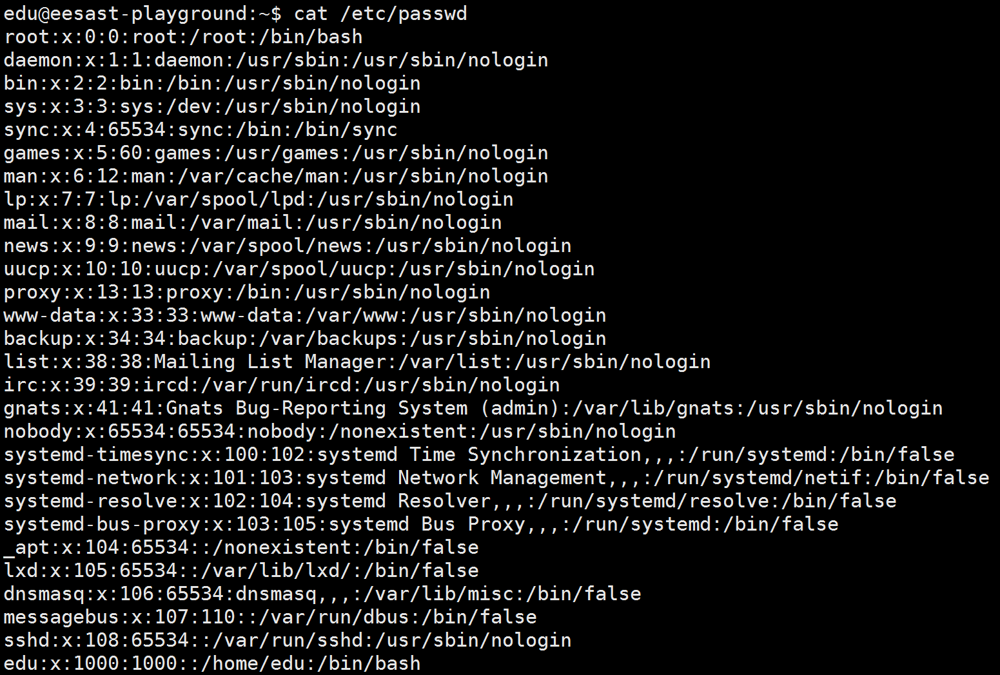 edu@eesast-playground:~$ cat /etc/passwd
root:x:0:0:root:/root:/bin/bash
daemon:x:1:1:daemon:/usr/sbin:/usr/sbin/nologin
bin:x:2:2:bin:/bin:/usr/sbin/nologin
sys:x:3:3:sys:/dev:/usr/sbin/nologin
sync:x:4:65534:sync:/bin:/bin/sync
games:x:5:60:games:/usr/games:/usr/sbin/nologin
man:x:6:12:man:/var/cache/man:/usr/sbin/nologin
lp:x:7:7:lp:/var/spool/lpd:/usr/sbin/nologin
mail:x:8:8:mail:/var/mail:/usr/sbin/nologin
news:x:9:9:news:/var/spool/news:/usr/sbin/nologin
uucp:x:10:10:uucp:/var/spool/uucp:/usr/sbin/nologin
proxy:x:13:13:proxy:/bin:/usr/sbin/nologin
www-data:x:33:33:www-data:/var/www:/usr/sbin/nologin
backup:x:34:34:backup:/var/backups:/usr/sbin/nologin
list:x:38:38:Mailing List Manager:/var/list:/usr/sbin/nologin
irc:x:39:39:ircd:/var/run/ircd:/usr/sbin/nologin
gnats:x:41:41:Gnats Bug-Reporting System (admin):/var/lib/gnats:/usr/sbin/nologin
nobody:x:65534:65534:nobody:/nonexistent:/usr/sbin/nologin
systemd-timesync:x:100:102:systemd Time Synchronization,,,:/run/systemd:/bin/false
systemd-network:x:101:103:systemd Network Management,,,:/run/systemd/netif:/bin/false
systemd-resolve:x:102:104:systemd Resolver,,,:/run/systemd/resolve:/bin/false
systemd-bus-proxy:x:103:105:systemd Bus Proxy,,,:/run/systemd:/bin/false
_apt:x:104:65534::/nonexistent:/bin/false
lxd:x:105:65534::/var/lib/lxd/:/bin/false
dnsmasq:x:106:65534:dnsmasq,,,:/var/lib/misc:/bin/false
messagebus:x:107:110::/var/run/dbus:/bin/false
sshd:x:108:65534::/var/run/sshd:/usr/sbin/nologin
edu:x:1000:1000::/home/edu:/bin/bash